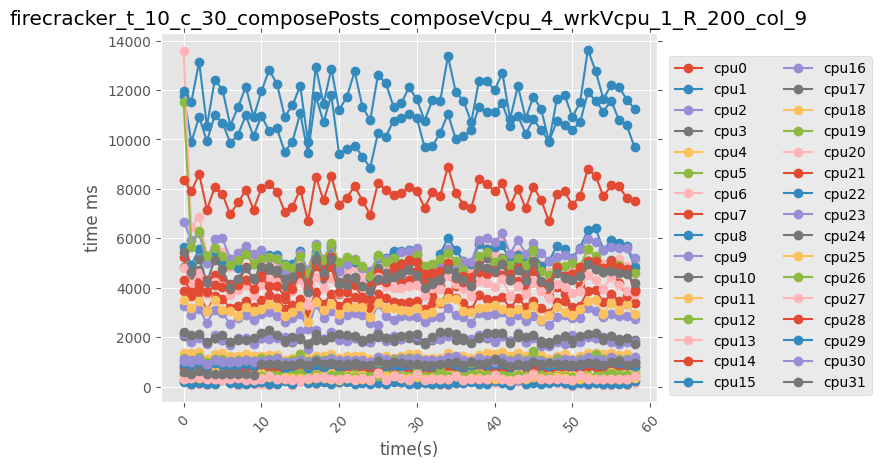 firecracker_t_10_c_30_composePosts_composeVcpu_4_wrkVcpu_1_R_200_col_9
14000
12000
10000
8000
6000
4000
2000
0
time ms
0
10
20
30
40
50
60
time(s)
cpu0
cpu1
cpu2
cpu3
cpu4
cpu5
cpu6
cpu7
cpu8
cpu9
cpu10
cpu11
cpu12
cpu13
cpu14
cpu15
cpu16
cpu17
cpu18
cpu19
cpu20
cpu21
cpu22
cpu23
cpu24
cpu25
cpu26
cpu27
cpu28
cpu29
cpu30
cpu31